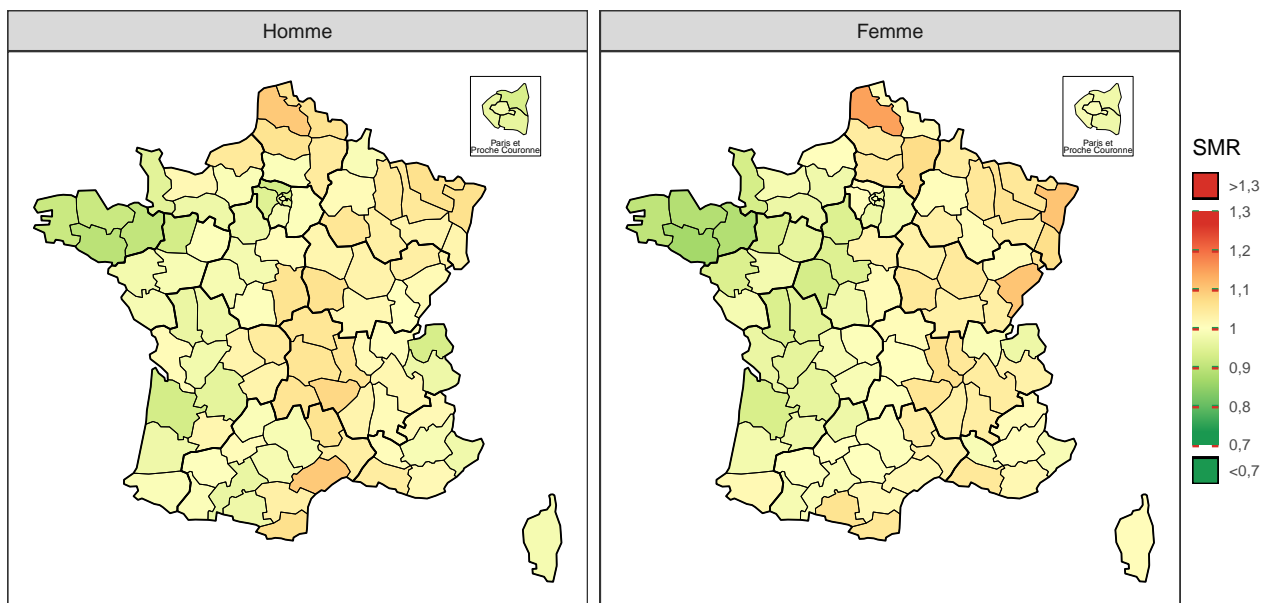 Homme
Femme
Paris et
Proche Couronne
Paris et
Proche Couronne
SMR
>1,3
1,3
1,2
1,1
1
0,9
0,8
0,7
<0,7